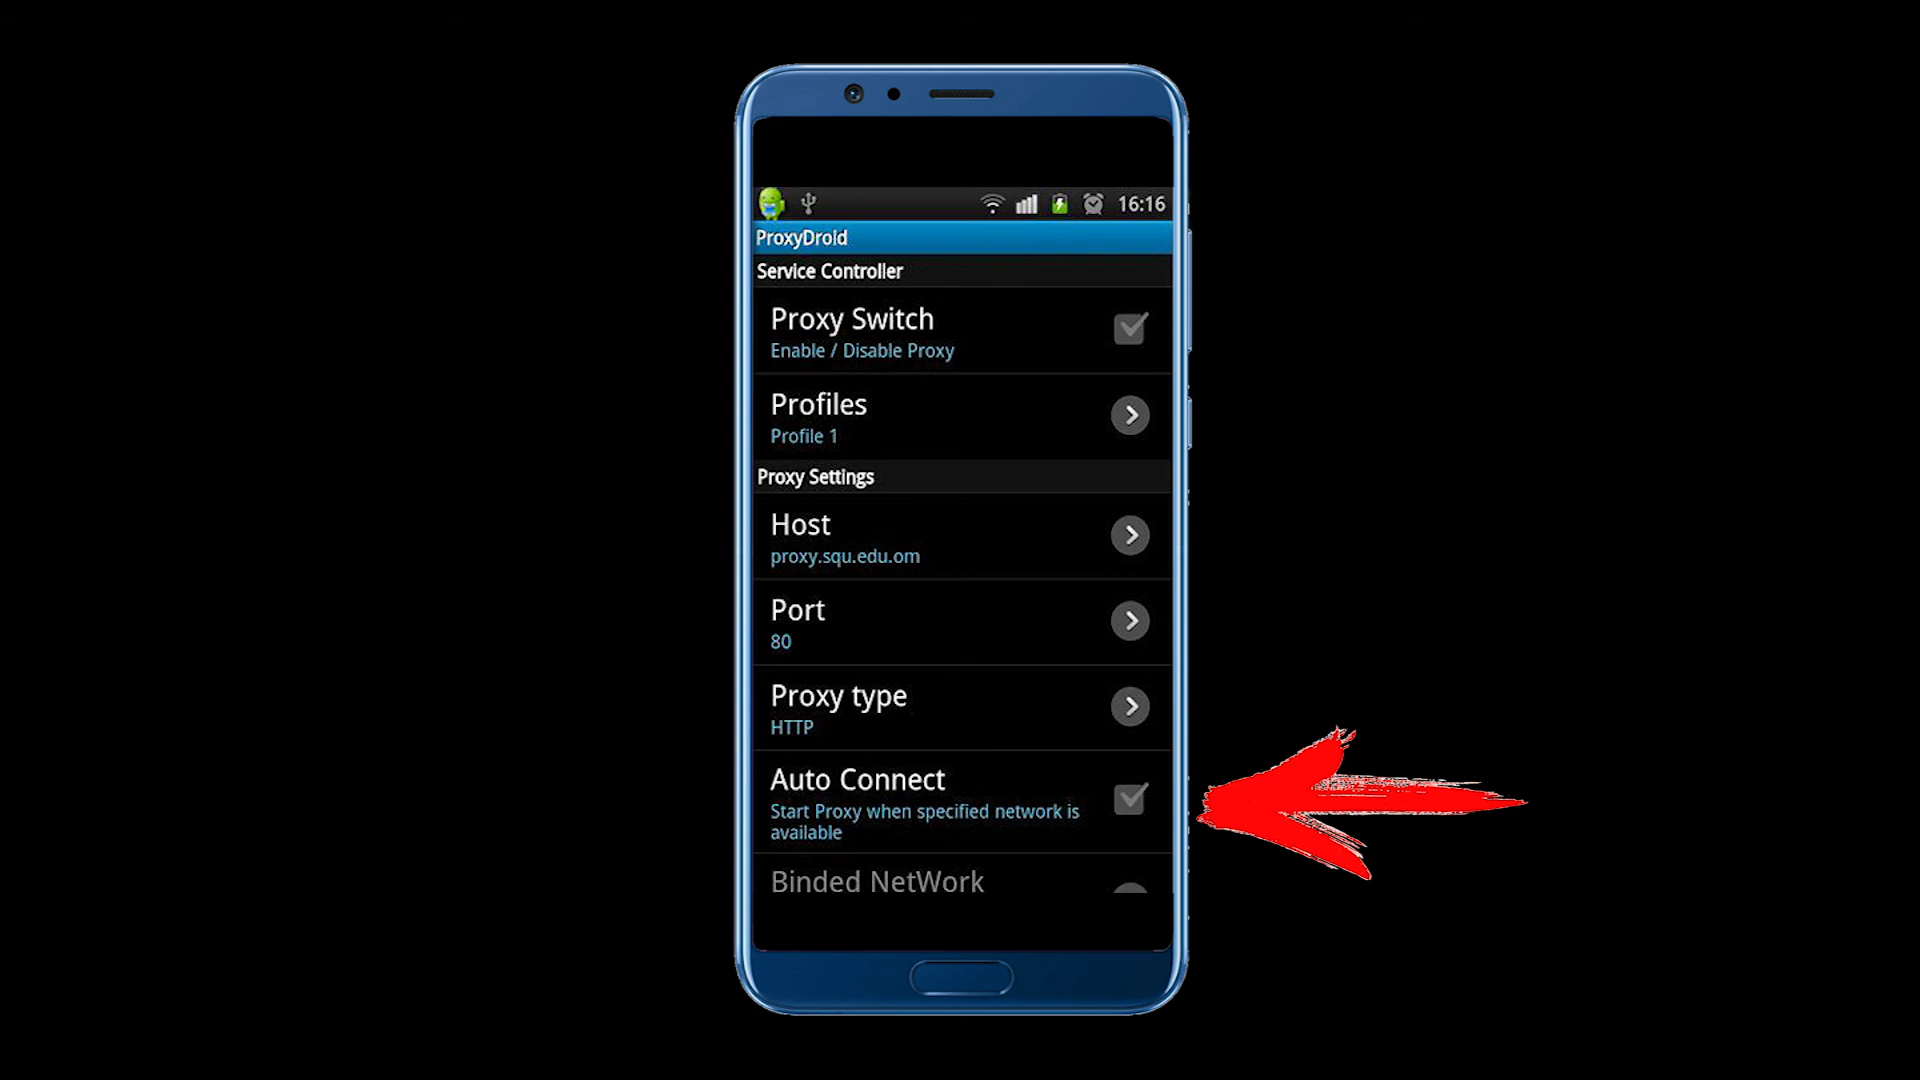 16:16
ProxyDroid
Service Controller
Proxy Switch
Enable / Disable Proxy
Profiles
Profile 1
Proxy Settings
Host
proxy.squ.edu.om
Port
80
Proxy type
HTTP
Auto Connect
Start Proxy when specified network is
available
Binded NetWork